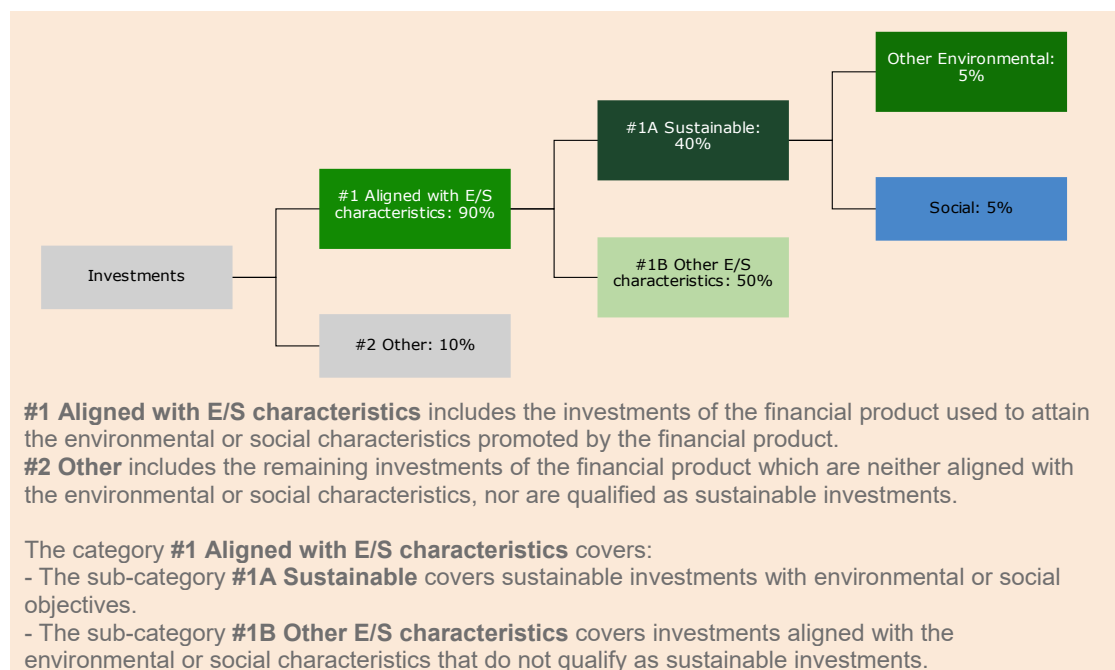 Other Environmental:
5%
#1A Sustainable:
40%
#1 Aligned with E/S
characteristics: 90%
Social: 5%
Investments
#1B Other E/S
characteristics: 50%
#2 Other: 10%
#1 Aligned with E/S characteristics includes the investments of the financial product used to attain
the environmental or social characteristics promoted by the financial product.
#2 Other includes the remaining investments of the financial product which are neither aligned with
the environmental or social characteristics, nor are qualified as sustainable investments.
The category #1 Aligned with E/S characteristics covers:
- The sub-category #1A Sustainable covers sustainable investments with environmental or social
objectives.
- The sub-category #1B Other E/S characteristics covers investments aligned with the
environmental or social characteristics that do not qualify as sustainable investments.